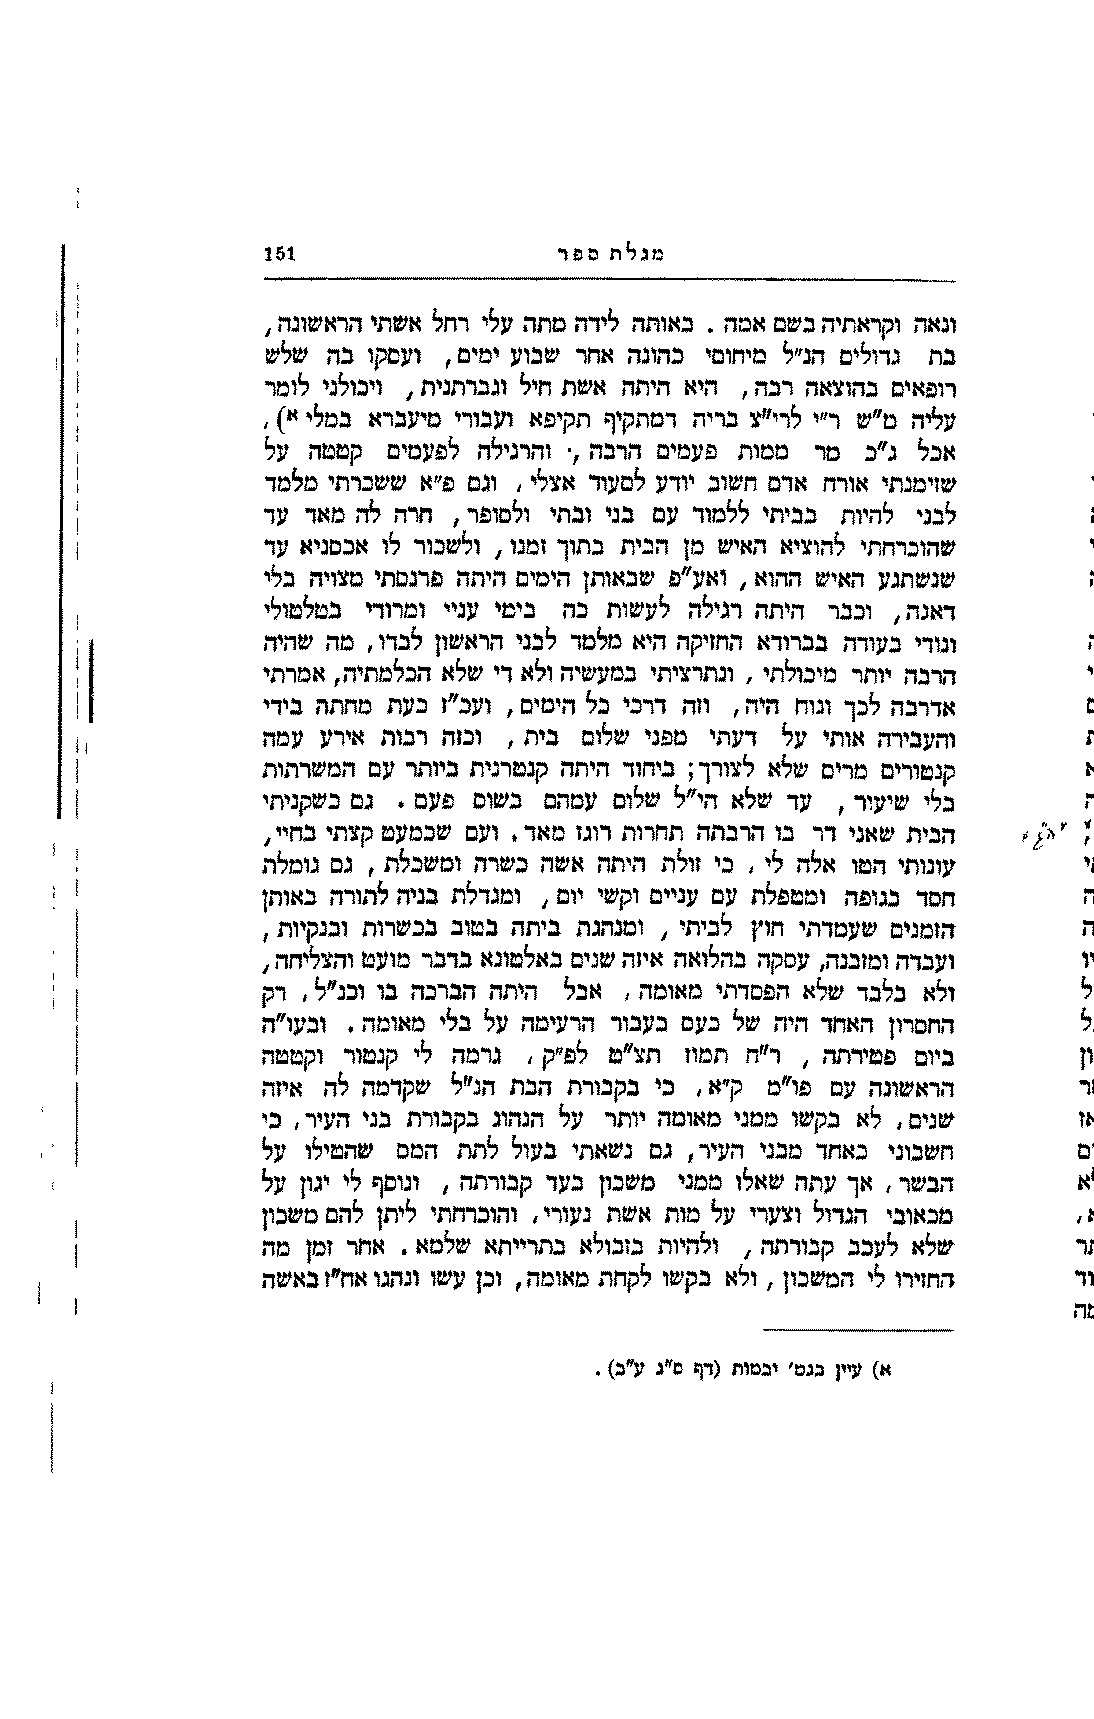 מגלת ספר 151
ונאה וקראתיה בשם אמה . באותה לידה מתה עלי רחל אשתי הראשונה,
בת גדולים הנ״ל מיחוסי כהונה אחר שבוע ימים, ועסקו בה שלש
רופאים בהוצאה רבה, היא היתה אשת חיל וגברתנית, ויכולני לומר
עליה מ״ש ר״י לרי״צ בריה דמתקיף תקיפא ועבורי מיעברא במלי א),
אכל ג״כ מר ממות פעמים הרבה, והרגילה לפעמים קטטה על
שזימנתי אורח אדם חשוב יודע לסעוד אצלי, וגם פ״א ששכרתי מלמד
לבני להיות בביתי ללמוד עם בני ובתי ולסופר, חרה לה מאד עד
שהוכרחתי להוציא האיש מן הבית בתוך זמנו, ולשכור לו אכסניא עד
שנשתגע האיש ההוא, ואע״פ שבאותן הימים היתה פרנסתי מצויה בלי
דאגה, וכבר היתה רגילה לעשות כה בימי עניי ומרודי בטלטולי
ונודי בעודה בברודא החזיקה היא מלמד לבני הראשון לבדו, מה שהיה
הרבה יותר מיכולתי, ונתרציתי במעשיה ולא די שלא הכלמתיה, אמרתי
אדרבה לכך ונוח היה, וזה דרכי כל הימים, ועכ״ז כעת מחתה בידי
והעבירה אותי על דעתי מפני שלום בית, וכזה רבות אירע עמה
קנטורים מרים שלא לצורך; ביחוד היתה קנטרנית ביותר עם המשרתות
בלי שיעור, עד שלא הי״ל שלום עמהם בשום פעם. גם כשקניתי
הבית שאני דר בו הרבתה תחרות רוגז מאד. ועם שכמעט קצתי בחיי,
עונותי הטו אלה לי, כי זולת היתה אשה כשרה ומשכלת, גם גומלת
חסד בגופה ומטפלת עם עניים וקשי יום, ומגדלת בניה לתורה באותן
הזמנים שעמדתי חוץ לביתי, ומנהגת ביתה בטוב בכשרות ובנקיות,
ועבדה ומזבנה, עסקה בהלואה איזה שנים באלטונא בדבר מועט והצליחה,
ולא בלבד שלא הפסדתי מאומה, אבל היתה הברכה בו וכנ״ל, רק
החסרון האחד היה של כעס בעבור הרעימה על בלי מאומה. ובעו״ה
ביום פטירתה, ר״ח תמוז תצ״ט לפ״ק, גרמה לי קנטור וקטטה
הראשונה עם פו״מ ק״א, כי בקבורת הבת הנ״ל שקדמה לה איזה
שנים, לא בקשו ממני מאומה יותר על הנהוג בקבורת בני העיר, כי
חשבוני כאחד מבני העיר, גם נשאתי בעול לתת המס שהטילו על
הבשר, אך עתה שאלו ממני משכון בעד קבורתה, ונוסף לי יגון על
מכאובי הגדול וצערי על מות אשת נעורי, והוכרחתי ליתן להם משכון
שלא לעכב קבורתה, ולהיות בזבולא בתרייתא שלמא. אחר זמן מה
החזירו לי המשכון, ולא בקשו לקחת מאומה, וכן עשו ונהגו אח״ז באשה
א) עיין בגט׳ יבמות (דף ס״ג ע״ב).